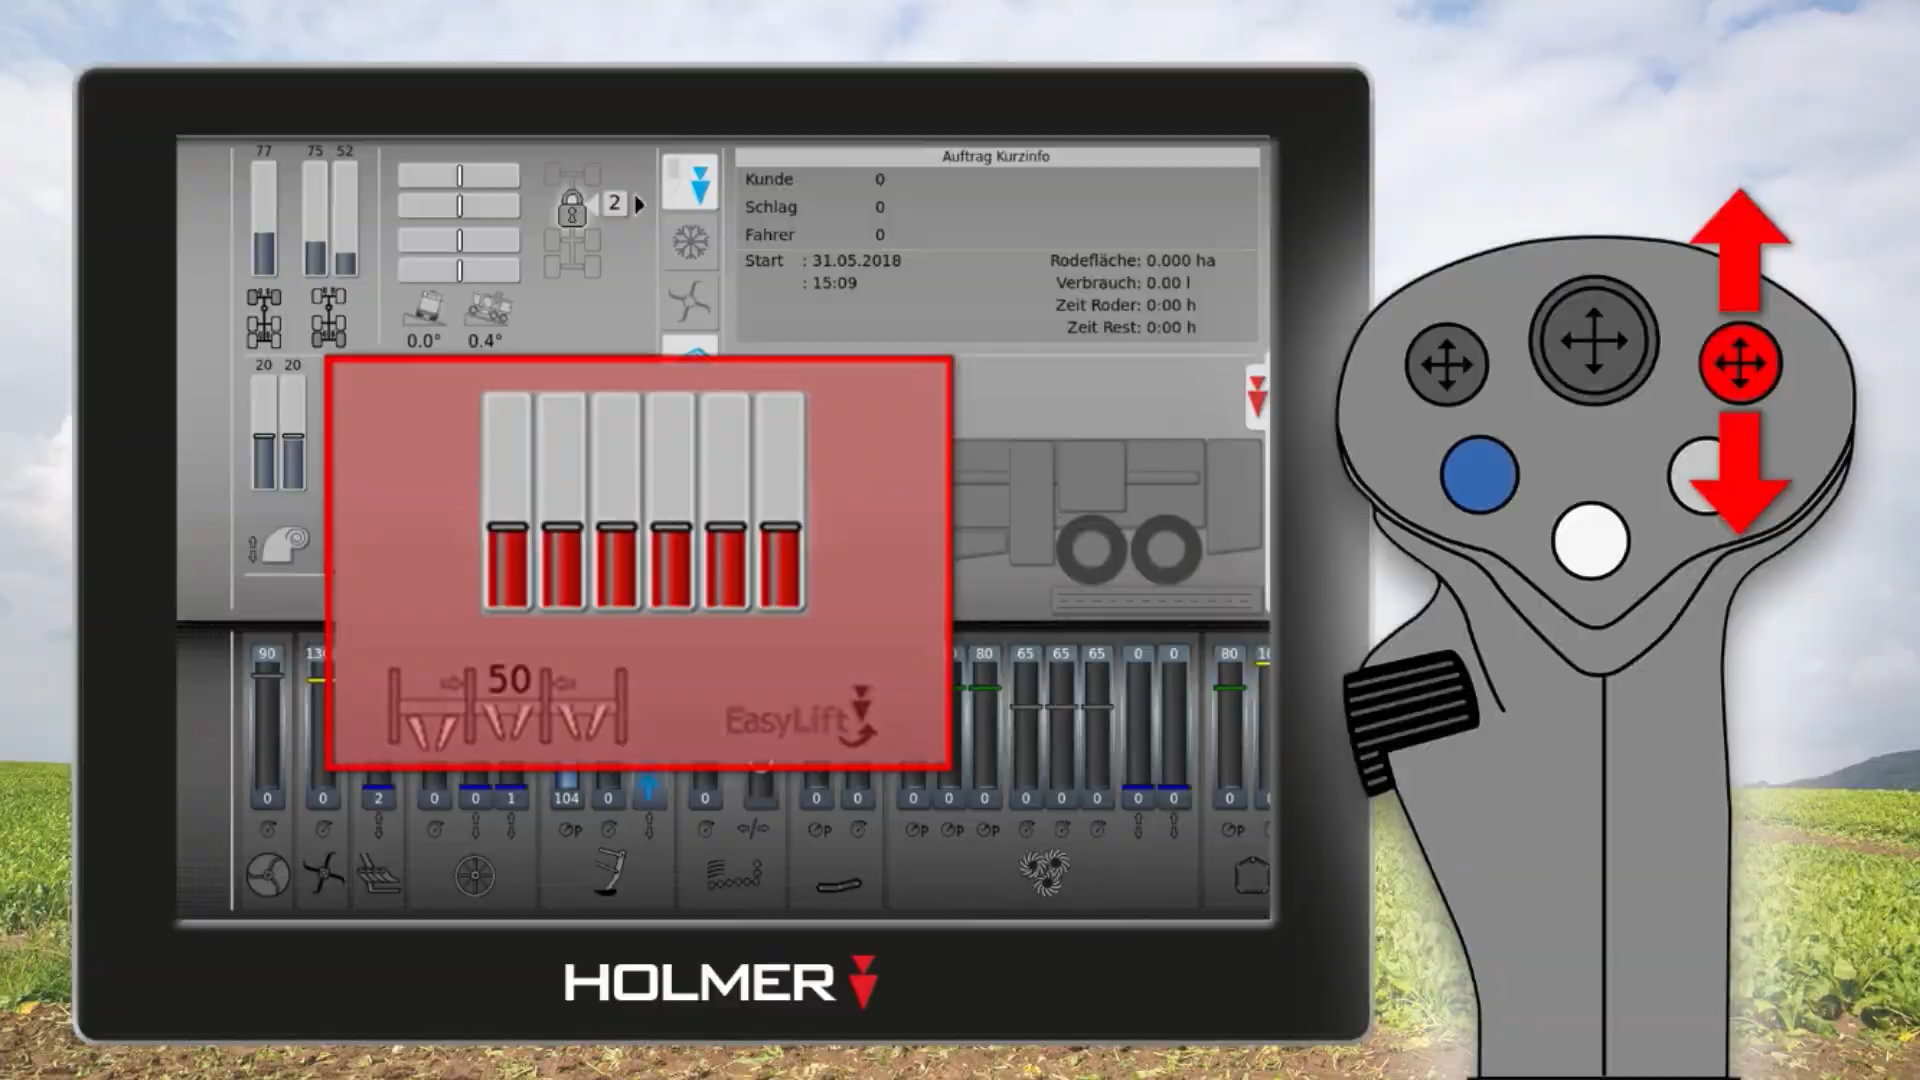 77 75 52
2
0.0° 0.4°
Auftrag Kurzinfo
Kunde 0
Schlag 0
Fahrer 0
Start : 31.05.2018
: 15:09
Rodefläche: 0.000 ha
Verbrauch: 0.00 l
Zeit Roder: 0:00 h
Zeit Rest: 0:00 h
20 20
50
EasyLift
90 80 65 65 65 0 0 80
0 0 2 0 0 1 104 0 0 0 0 0 0 0 0 0 0 0 0 0
P P P P P P
HOLMER